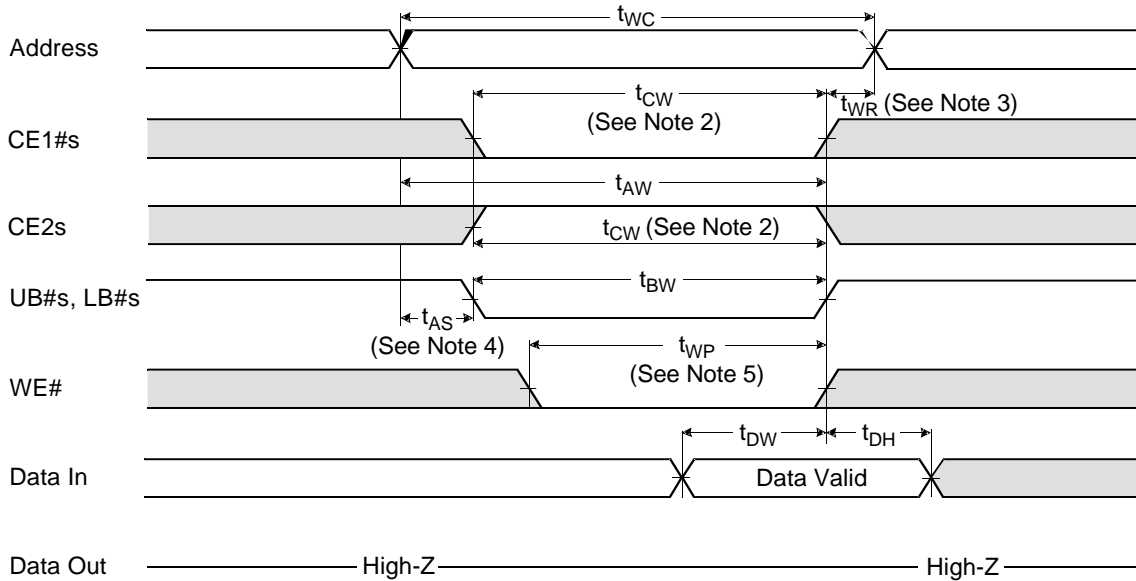 tWC
Address
tCW
(See Note 2)
tWR (See Note 3)
CE1#s
tAW
CE2s
tCW (See Note 2)
tBW
UB#s, LB#s
tAS
(See Note 4)
tWP
(See Note 5)
WE#
tDW
tDH
Data In
Data Valid
Data Out
High-Z
High-Z